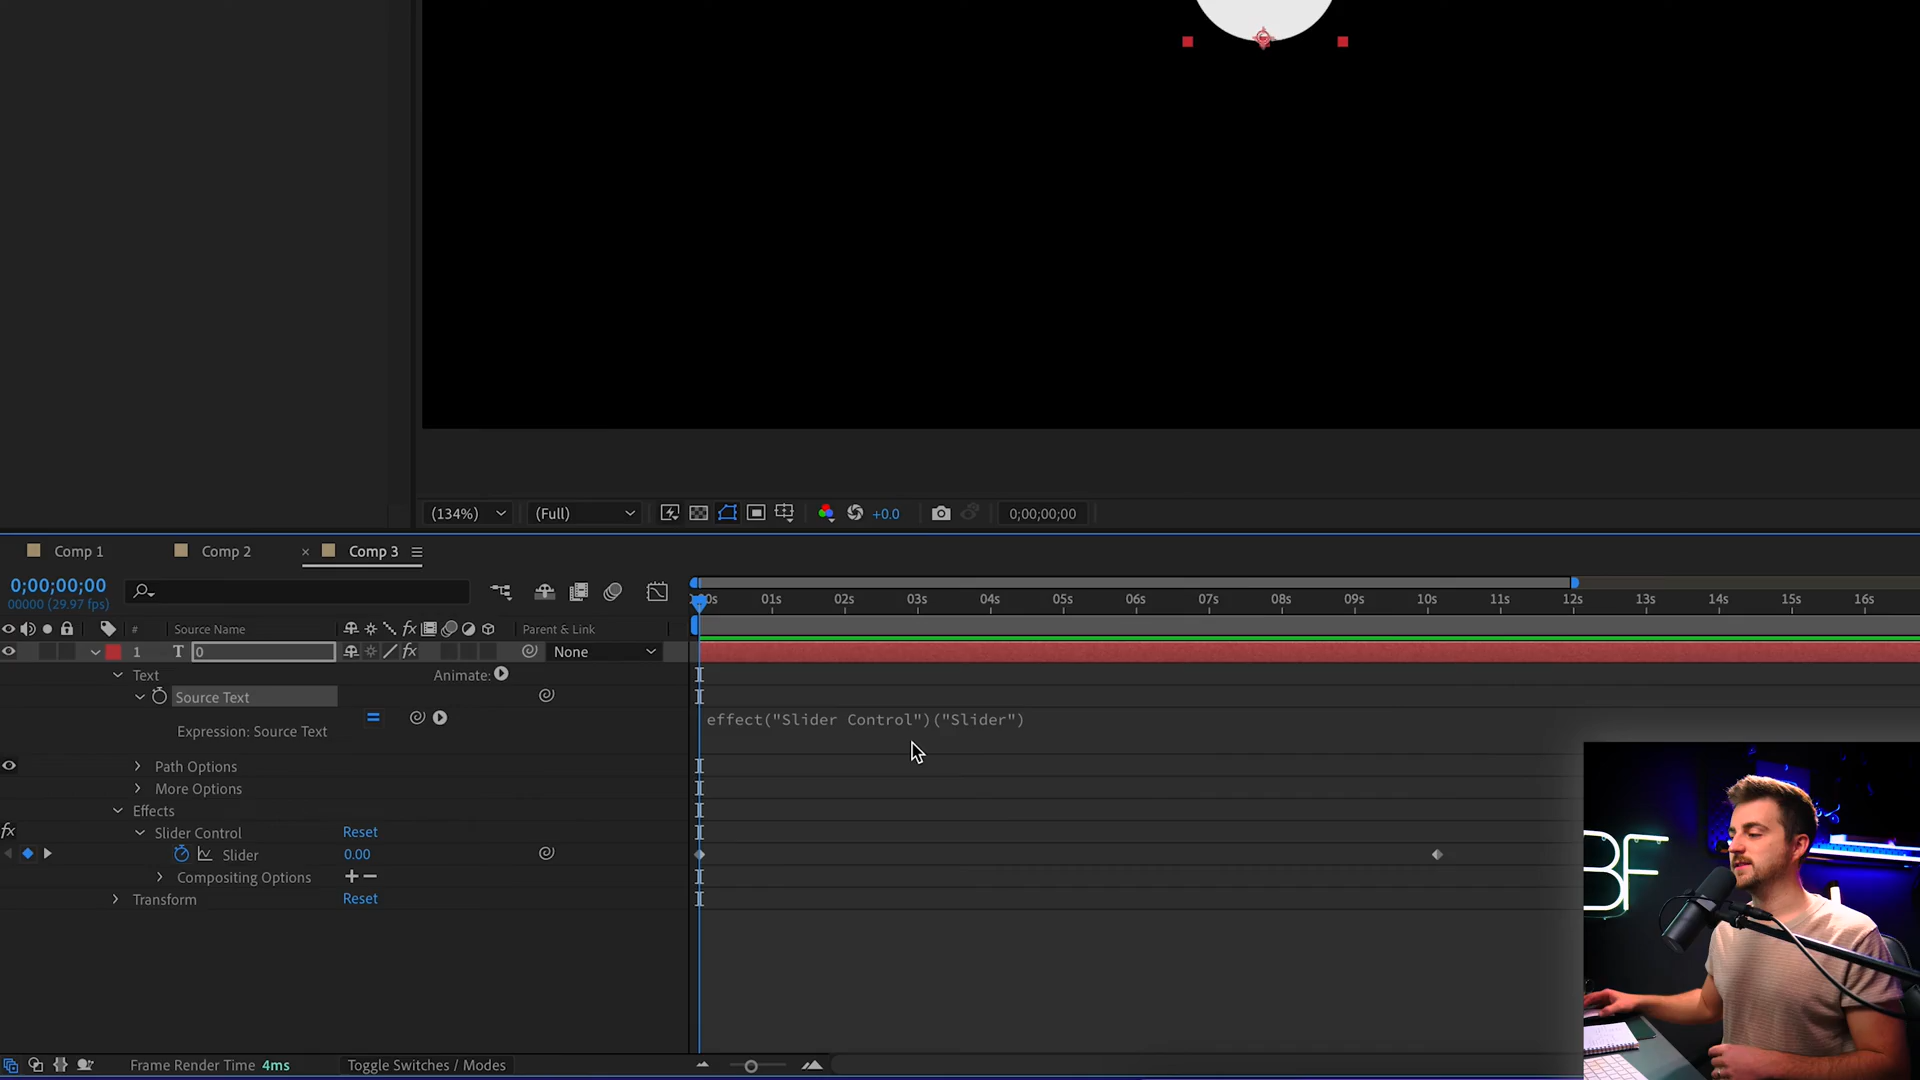 (134%) (Full) +0.0 0;00;00;00
Comp 1 × Comp 2 Comp 3
0;00;00;00
00000 (29.97 fps)
01s 02s 03s 04s 05s 06s 07s 08s 09s 10s 11s 12s 13s 14s 15s 16s
# Source Name fx Parent & Link
1 T 0 fx None
Text Animate:
Source Text
Expression: Source Text = effect("Slider Control")("Slider")
Path Options
More Options
Effects
fx Slider Control Reset
Slider 0.00
Compositing Options + −
Transform Reset
BF
Frame Render Time 4ms Toggle Switches / Modes